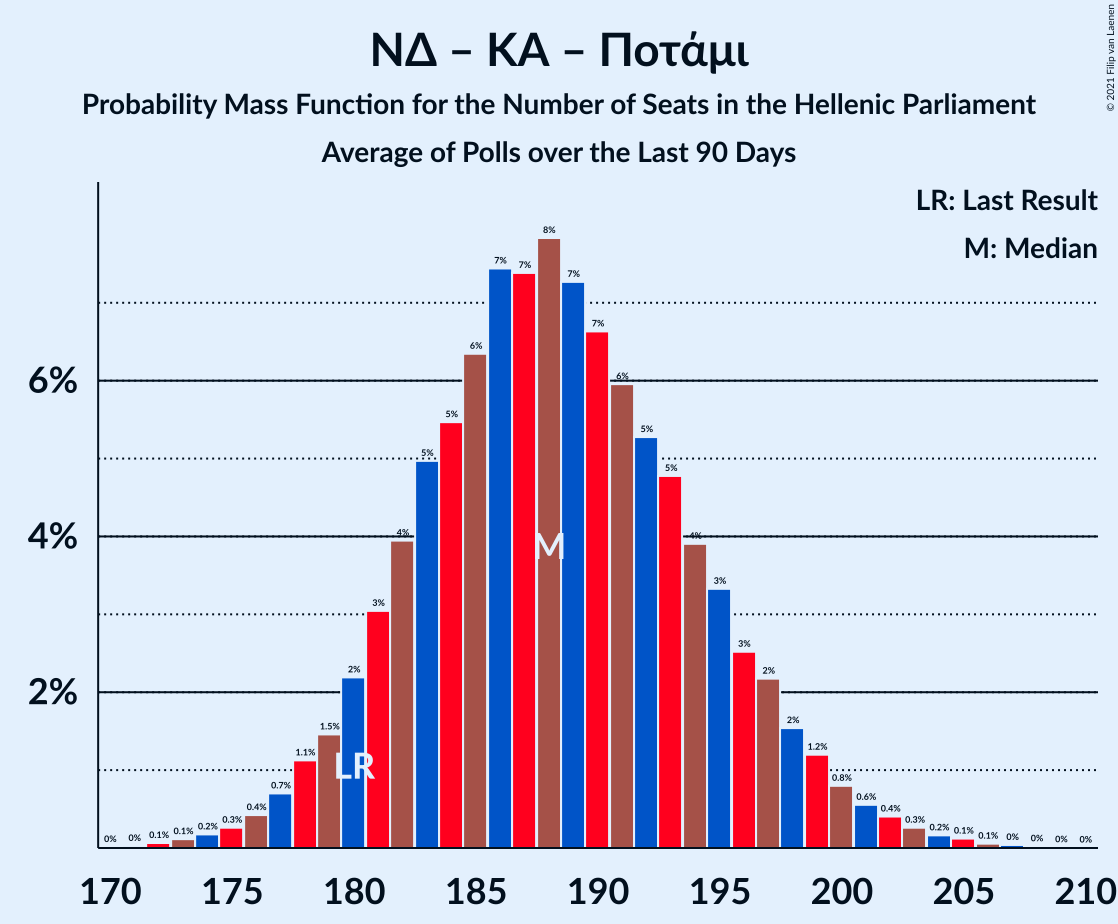 ΝΔ – ΚΑ – Ποτάμι
Probability Mass Function for the Number of Seats in the Hellenic Parliament
Average of Polls over the Last 90 Days
© 2021 Filip van Laenen
LR: Last Result
M: Median
6%
4%
2%
0% 0% 0.1% 0.1% 0.2% 0.3% 0.4% 0.7% 1.1% 1.5% 2% 3% 4% 5% 5% 6% 7% 7% 8% 7% 7% 6% 5% 5% 4% 3% 3% 2% 2% 1.2% 0.8% 0.6% 0.4% 0.3% 0.2% 0.1% 0.1% 0% 0% 0% 0%
M
LR
170 175 180 185 190 195 200 205 210